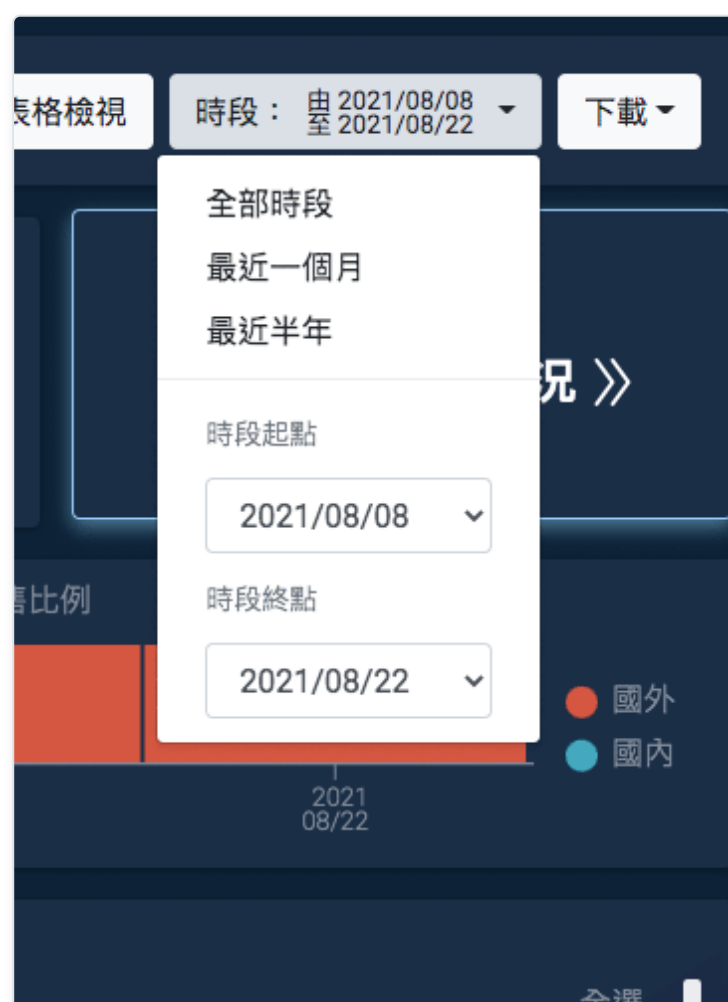 表格檢視
時段： 由 2021/08/08
至 2021/08/22
下載
全部時段
最近一個月
最近半年
況 》
時段起點
2021/08/08
時段終點
2021/08/22
售比例
國外
國內
2021
08/22
全選